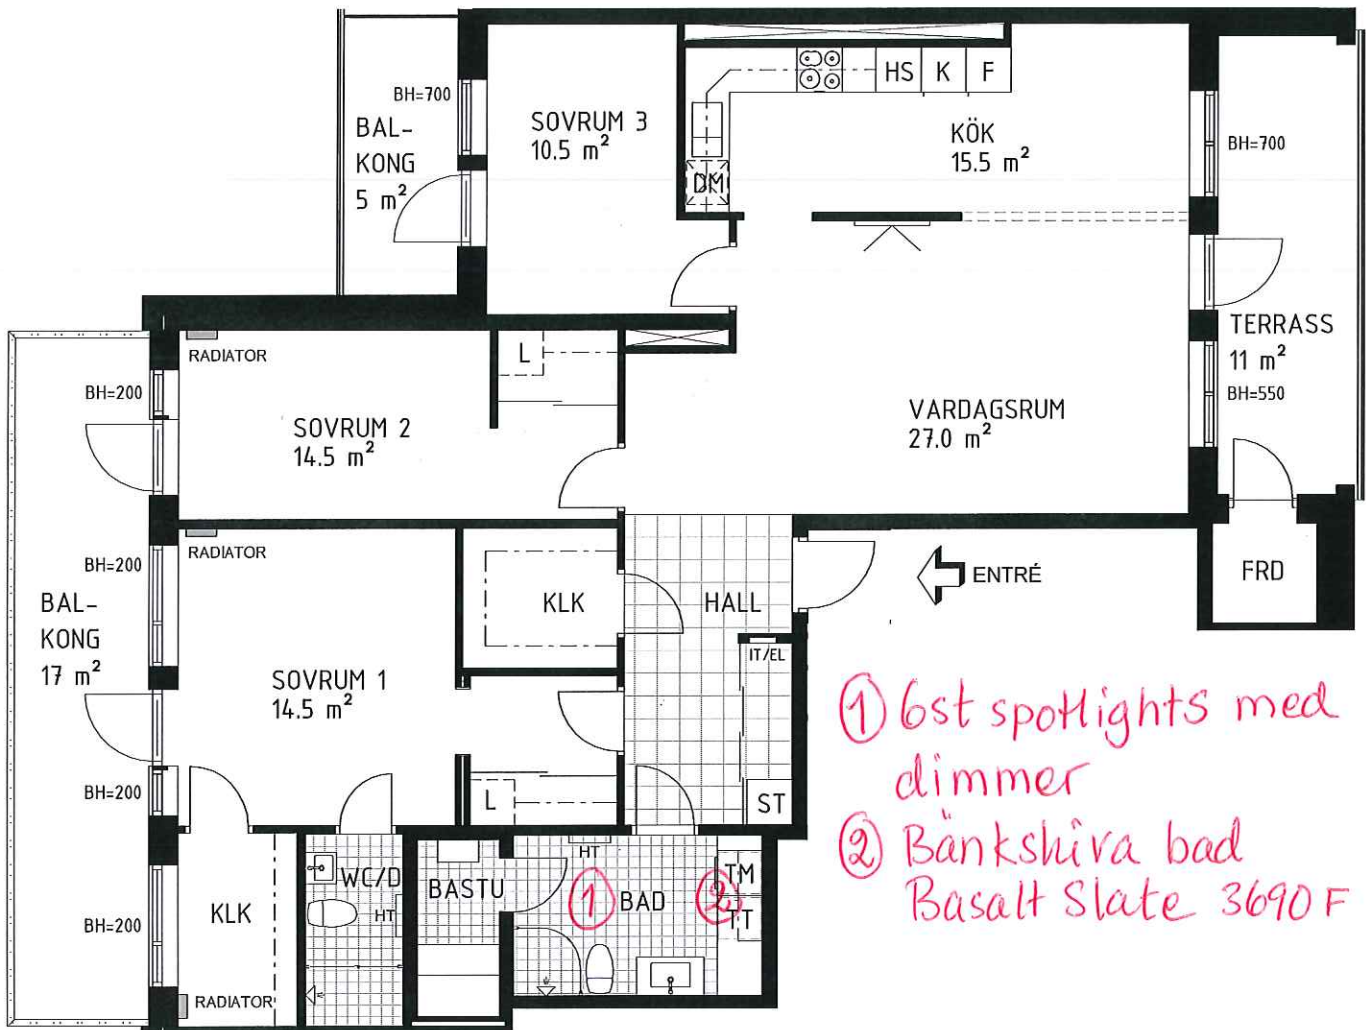 BH=700
BAL-
KONG
5 m²
SOVRUM 3
10.5 m²
HS K F
DM
KÖK
15.5 m²
BH=700
RADIATOR
L
BH=200
SOVRUM 2
14.5 m²
VARDAGSRUM
27.0 m²
TERRASS
11 m²
BH=550
RADIATOR
BH=200
BAL-
KONG
17 m²
SOVRUM 1
14.5 m²
KLK
HALL
ENTRÉ
FRD
IT/EL
BH=200
L
ST
KLK
BH=200
RADIATOR
WC/D
HT
BASTU
HT
1
BAD
TM
2
TT
① 6st spotlights med
dimmer
② Bänkskiva bad
Basalt Slate 3690 F